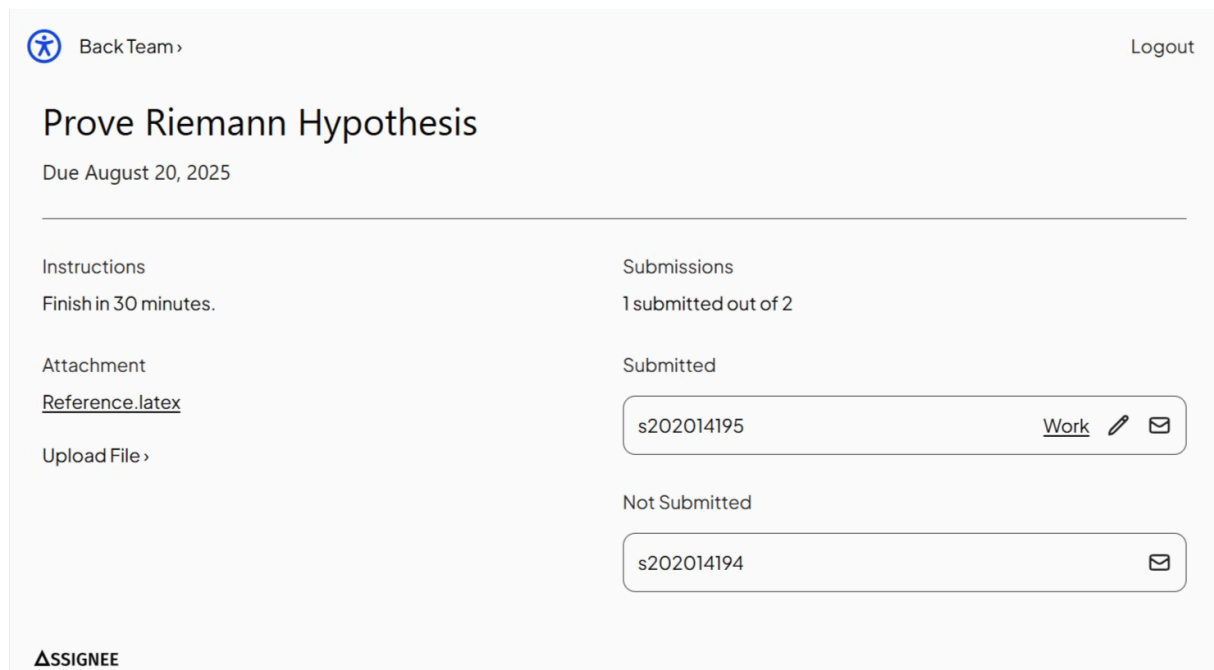 Back Team ›
Logout
Prove Riemann Hypothesis
Due August 20, 2025
Instructions
Finish in 30 minutes.
Attachment
Reference.latex
Upload File ›
Submissions
1 submitted out of 2
Submitted
s202014195
Work
Not Submitted
s202014194
ASSIGNEE